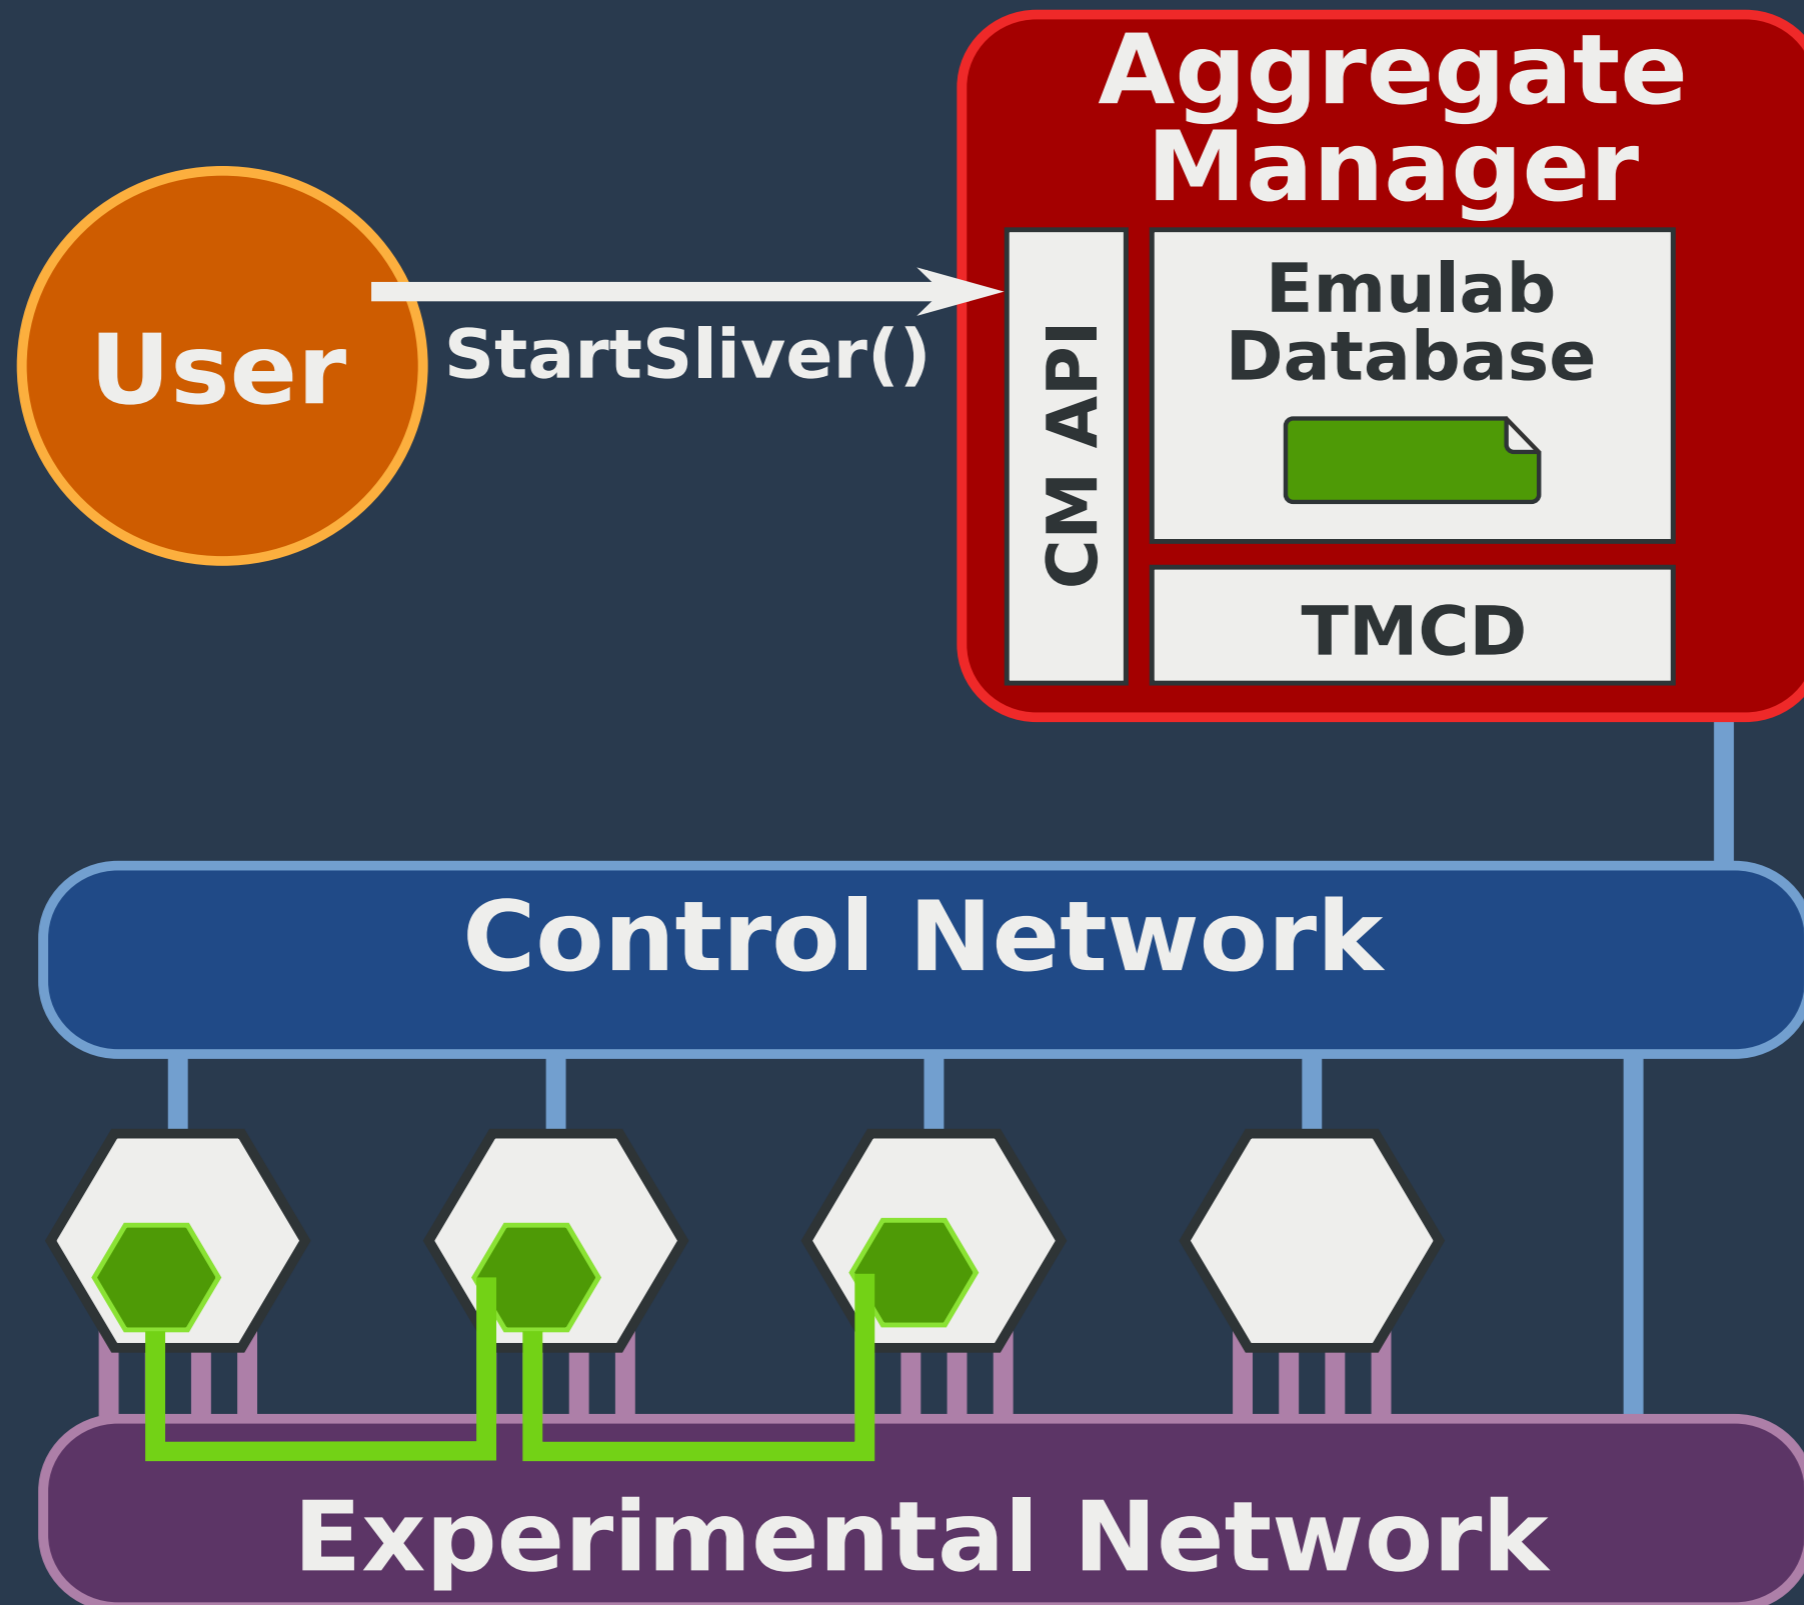 Aggregate
Manager
User
StartSliver()
CM API
Emulab
Database
TMCD
Control Network
Experimental Network